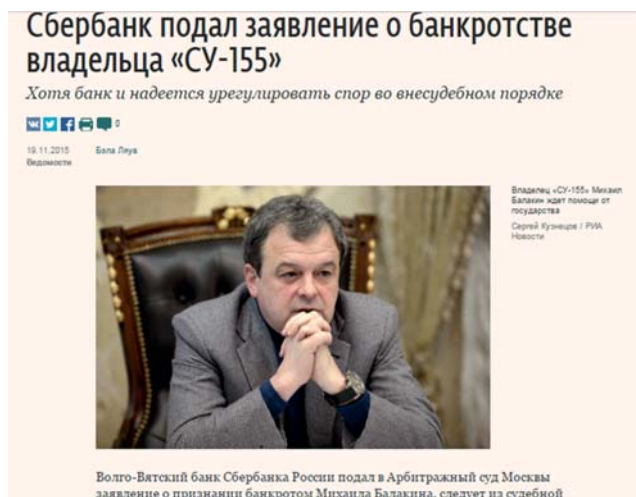 Сбербанк подал заявление о банкротстве
владельца «СУ-155»
Хотя банк и надеется урегулировать спор во внесудебном порядке
0
19.11.2015
Бэла Ляув
Ведомости
Владелец «СУ-155» Михаил
Балакин ждет помощи от
государства
Сергей Кузнецов / РИА
Новости
Волго-Вятский банк Сбербанка России подал в Арбитражный суд Москвы
заявление о признании банкротом Михаила Балакина, следует из судебной